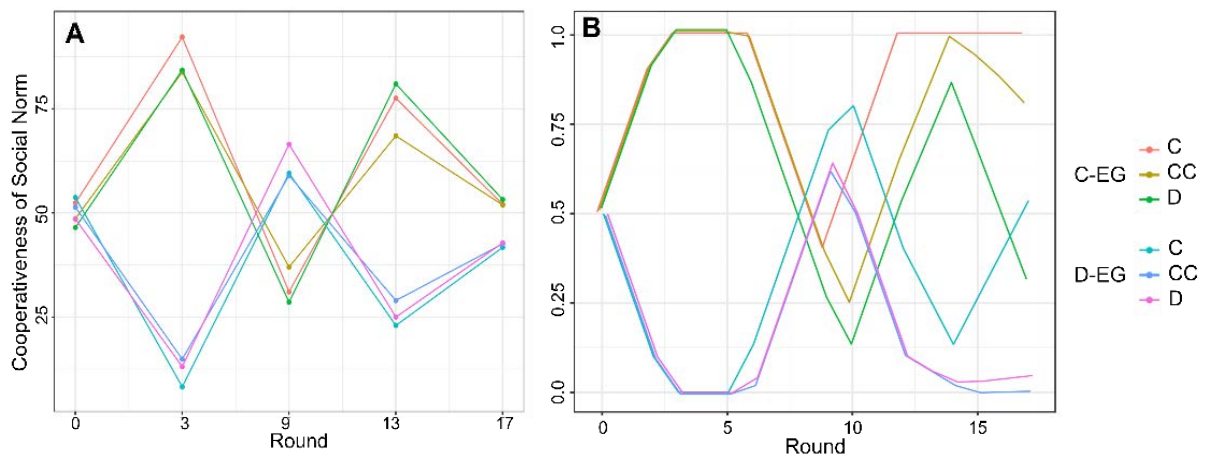 A
Cooperativeness of Social Norm
75
50
25
0 3 9 13 17
Round
B
1.0
0.75
0.5
0.25
0.0
0 5 10 15
Round
C-EG
C
CC
D
D-EG
C
CC
D